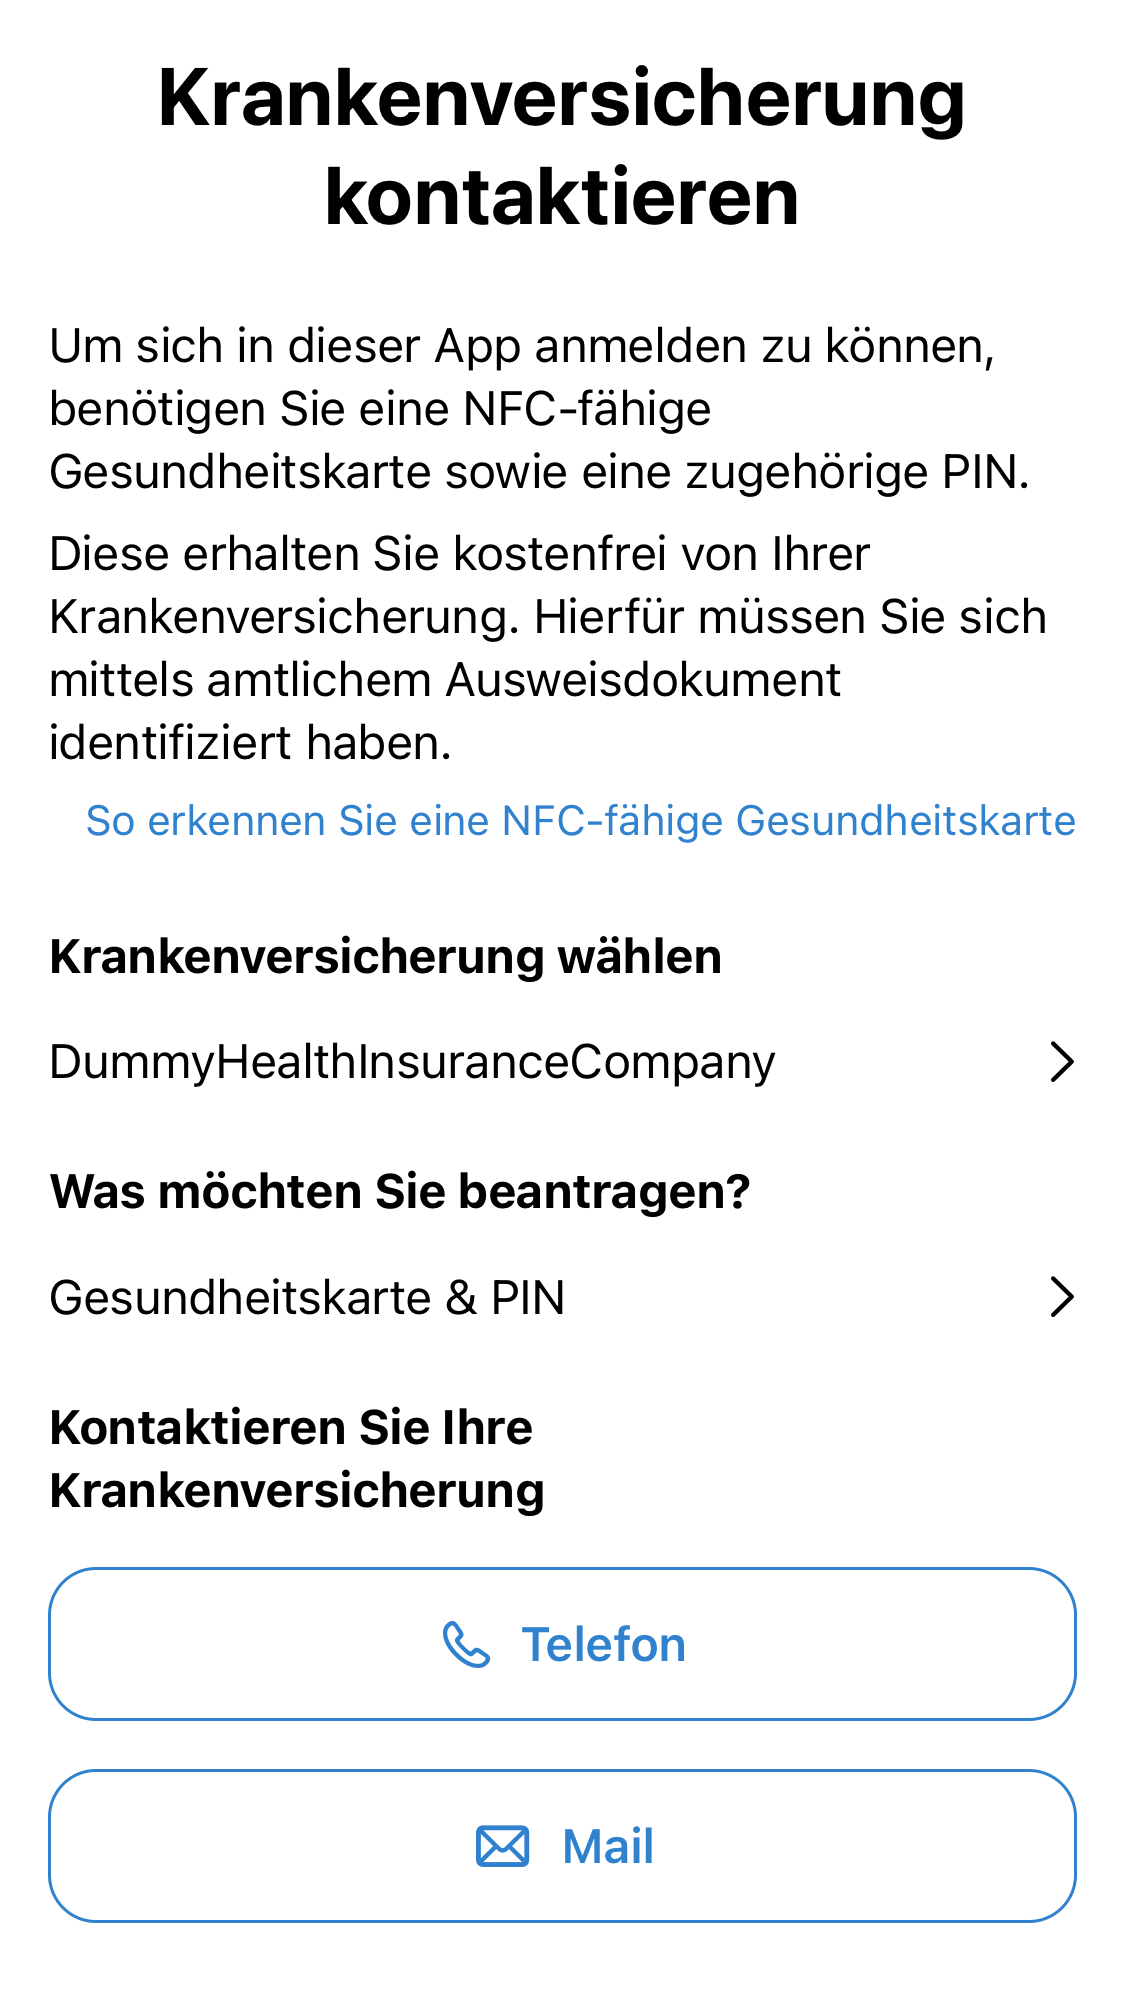 Krankenversicherung
kontaktieren
Um sich in dieser App anmelden zu können,
benötigen Sie eine NFC-fähige
Gesundheitskarte sowie eine zugehörige PIN.
Diese erhalten Sie kostenfrei von Ihrer
Krankenversicherung. Hierfür müssen Sie sich
mittels amtlichem Ausweisdokument
identifiziert haben.
So erkennen Sie eine NFC-fähige Gesundheitskarte
Krankenversicherung wählen
DummyHealthInsuranceCompany
Was möchten Sie beantragen?
Gesundheitskarte & PIN
Kontaktieren Sie Ihre
Krankenversicherung
Telefon
Mail